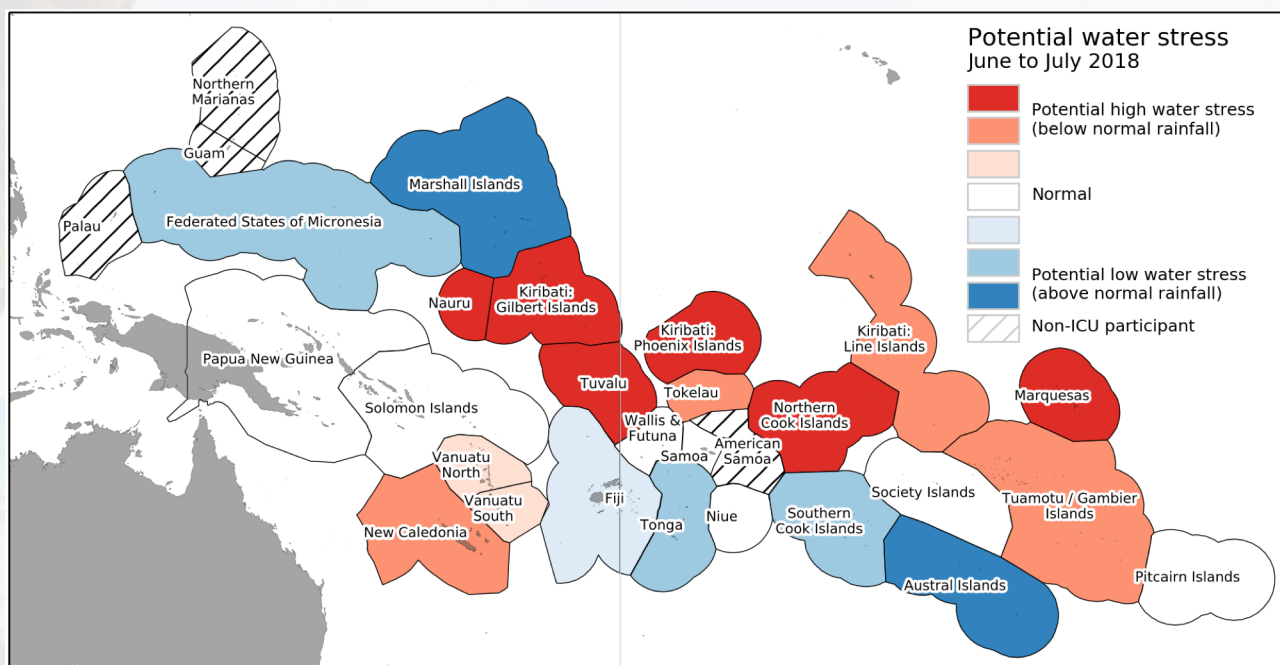 Potential water stress
June to July 2018
Potential high water stress
(below normal rainfall)
Normal
Potential low water stress
(above normal rainfall)
Non-ICU participant
Northern
Marianas
Guam
Palau
Federated States of Micronesia
Marshall Islands
Nauru
Kiribati:
Gilbert Islands
Kiribati:
Phoenix Islands
Kiribati:
Line Islands
Papua New Guinea
Tuvalu
Tokelau
Marquesas
Solomon Islands
Wallis &
Futuna
Northern
Cook Islands
American
Samoa
Samoa
Vanuatu
North
Vanuatu
South
Fiji
Society Islands
Tuamotu / Gambier
Islands
New Caledonia
Tonga
Niue
Southern
Cook Islands
Austral Islands
Pitcairn Islands